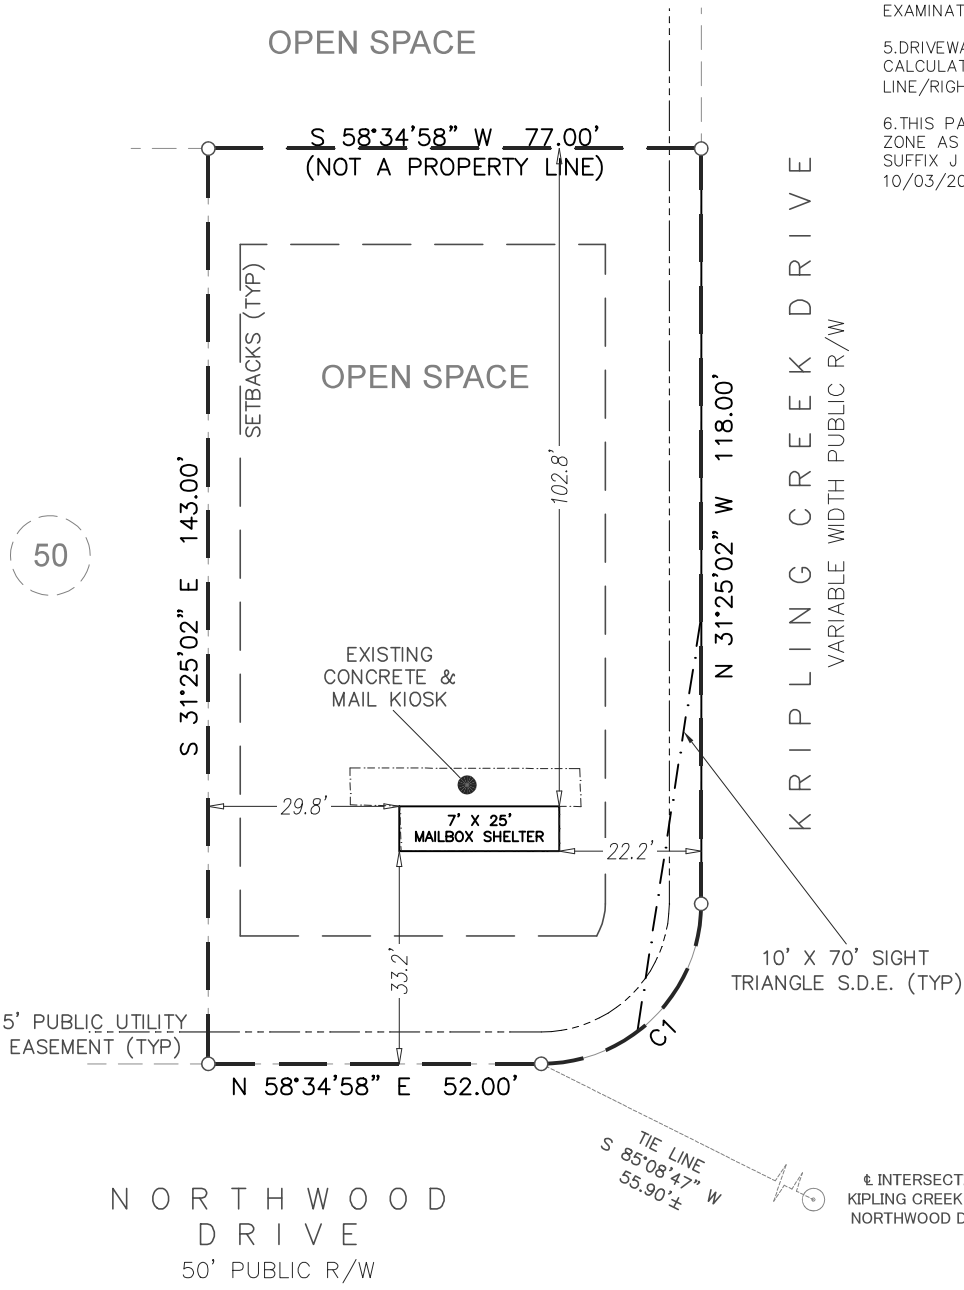 EXAMINAT
OPEN SPACE
5.DRIVEWA
CALCULAT
LINE/RIGH
6.THIS PA
ZONE AS
SUFFIX J
10/03/20
S 58°34'58" W 77.00'
(NOT A PROPERTY LINE)
KRIPLING CREEK DRIVE
VARIABLE WIDTH PUBLIC R/W
SETBACKS (TYP)
OPEN SPACE
N 31°25'02" W 118.00'
102.8'
S 31°25'02" E 143.00'
50
EXISTING
CONCRETE &
MAIL KIOSK
29.8'
7' X 25'
MAILBOX SHELTER
22.2'
33.2'
10' X 70' SIGHT
TRIANGLE S.D.E. (TYP)
5' PUBLIC UTILITY
EASEMENT (TYP)
C1
N 58°34'58" E 52.00'
TIE LINE
S 85°08'47" W
55.90'±
℄ INTERSECT
KIPLING CREEK
NORTHWOOD D
NORTHWOOD
DRIVE
50' PUBLIC R/W